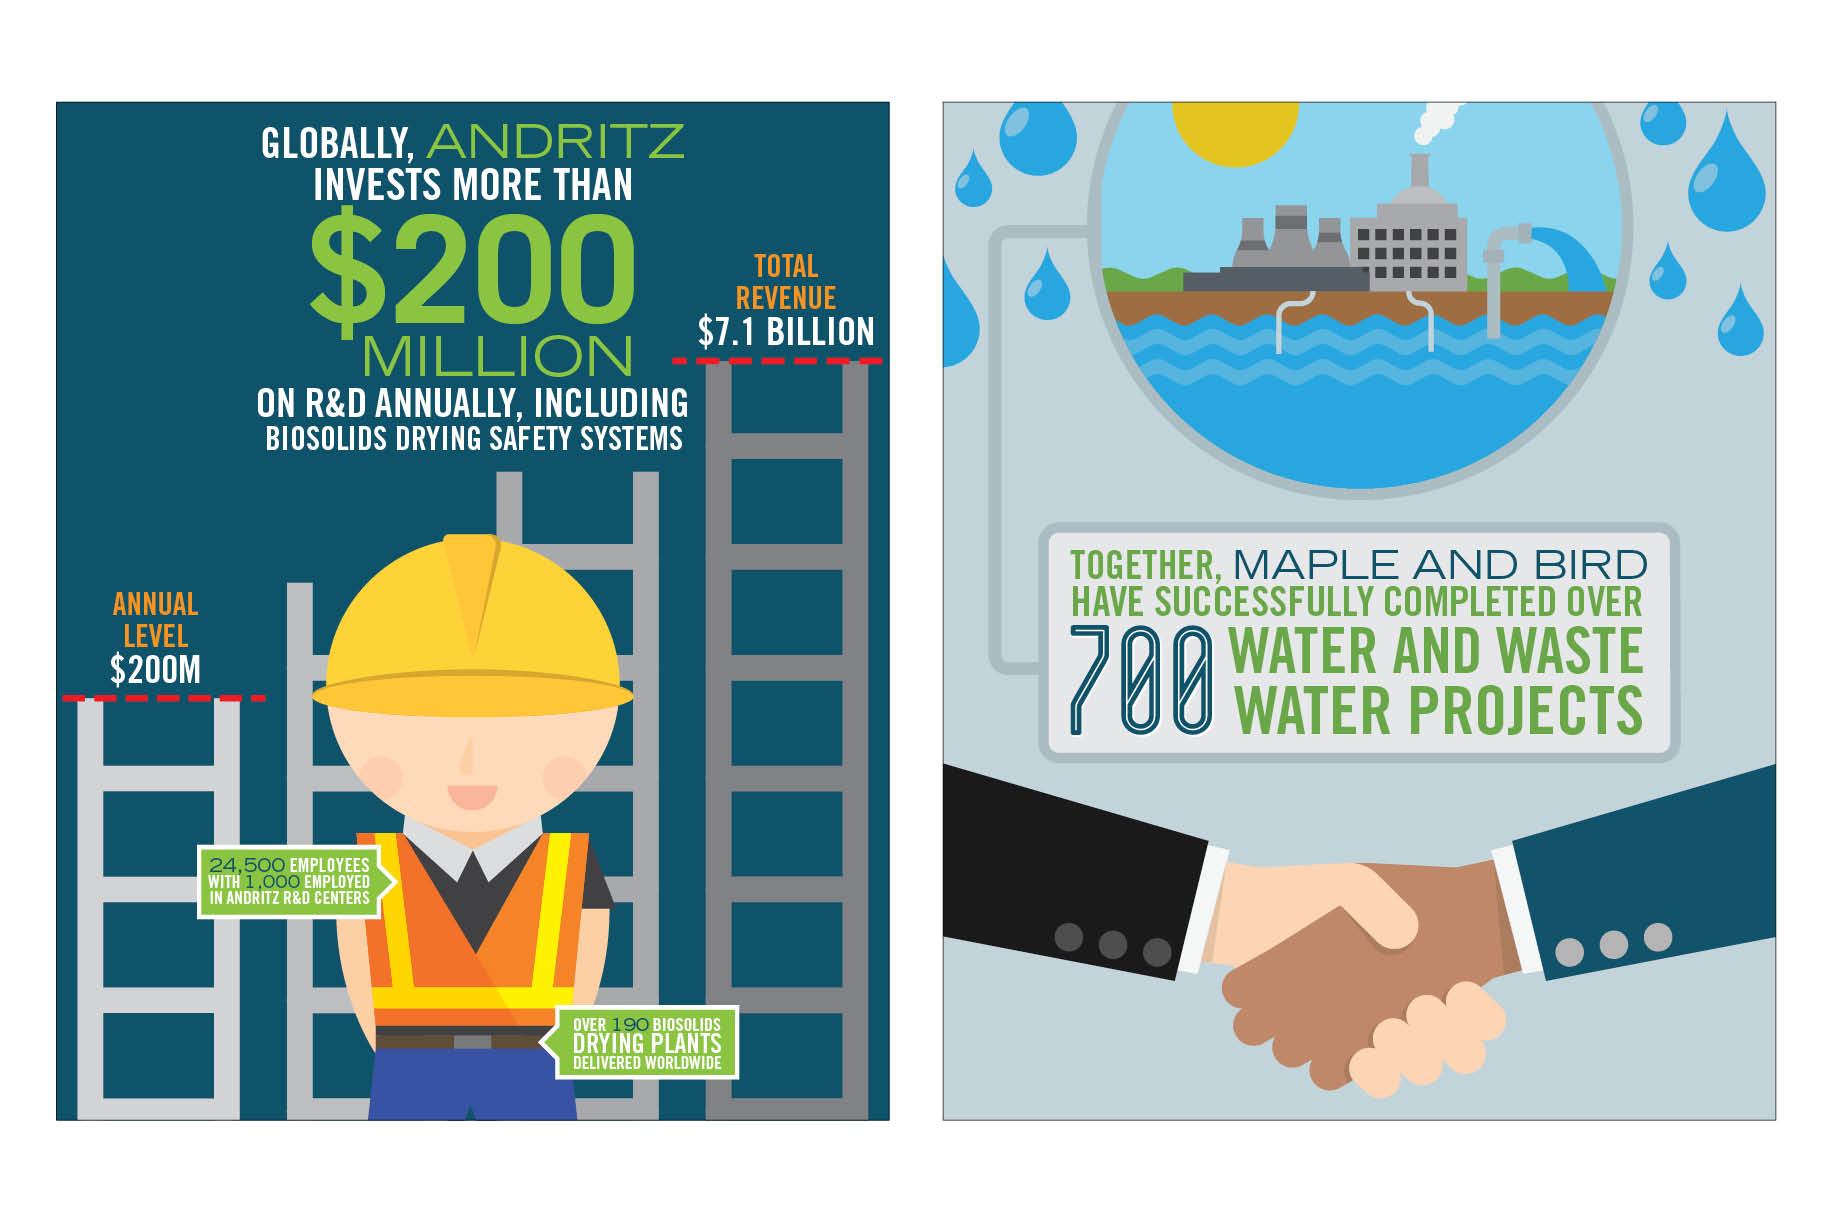 GLOBALLY, ANDRITZ
INVESTS MORE THAN
$200
MILLION
ON R&D ANNUALLY, INCLUDING
BIOSOLIDS DRYING SAFETY SYSTEMS
TOTAL
REVENUE
$7.1 BILLION
ANNUAL
LEVEL
$200M
24,500 EMPLOYEES
WITH 1,000 EMPLOYED
IN ANDRITZ R&D CENTERS
OVER 190 BIOSOLIDS
DRYING PLANTS
DELIVERED WORLDWIDE
TOGETHER, MAPLE AND BIRD
HAVE SUCCESSFULLY COMPLETED OVER
700 WATER AND WASTE
WATER PROJECTS